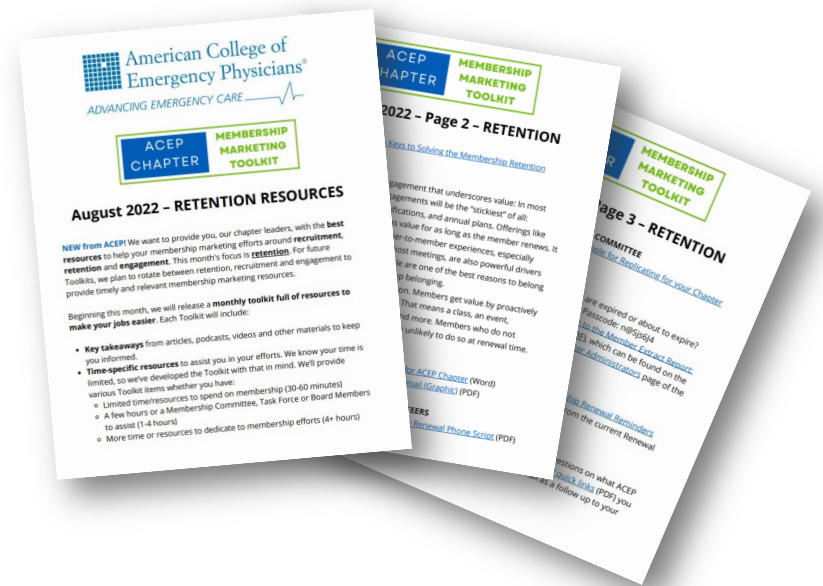 American College of
Emergency Physicians®
ADVANCING EMERGENCY CARE
ACEP
CHAPTER
MEMBERSHIP
MARKETING
TOOLKIT
August 2022 – RETENTION RESOURCES
NEW from ACEP! We want to provide you, our chapter leaders, with the best
resources to help your membership marketing efforts around recruitment,
retention and engagement. This month's focus is retention. For future
Toolkits, we plan to rotate between retention, recruitment and engagement to
provide timely and relevant membership marketing resources.
Beginning this month, we will release a monthly toolkit full of resources to
make your jobs easier. Each Toolkit will include:
• Key takeaways from articles, podcasts, videos and other materials to keep
you informed.
• Time-specific resources to assist you in your efforts. We know your time is
limited, so we've developed the Toolkit with that in mind. We'll provide
various Toolkit items whether you have:
○ Limited time/resources to spend on membership (30-60 minutes)
○ A few hours or a Membership Committee, Task Force or Board Members
to assist (1-4 hours)
○ More time or resources to dedicate to membership efforts (4+ hours)
ACEP
HAPTER
MEMBERSHIP
MARKETING
TOOLKIT
2022 – Page 2 – RETENTION
Keys to Solving the Membership Retention
gagement that underscores value: In most
agements will be the "stickiest" of all:
ifications, and annual plans. Offerings like
s value for as long as the member renews. It
er-to-member experiences, especially
ost meetings, are also powerful drivers
le are one of the best reasons to belong
p belonging.
on. Members get value by proactively
That means a class, an event,
nd more. Members who do not
unlikely to do so at renewal time.
for ACEP Chapter (Word)
mail (Graphic) (PDF)
EERS
Renewal Phone Script (PDF)
R
MEMBERSHIP
MARKETING
TOOLKIT
age 3 – RETENTION
COMMITTEE
ple for Replicating for your Chapter
are expired or about to expire?
Passcode: n@5js6J4
to the Member Extract Report:
F), which can be found on the
er Administrators page of the
hip Renewal Reminders
rom the current Renewal
estions on what ACEP
quick links (PDF) you
as a follow up to your